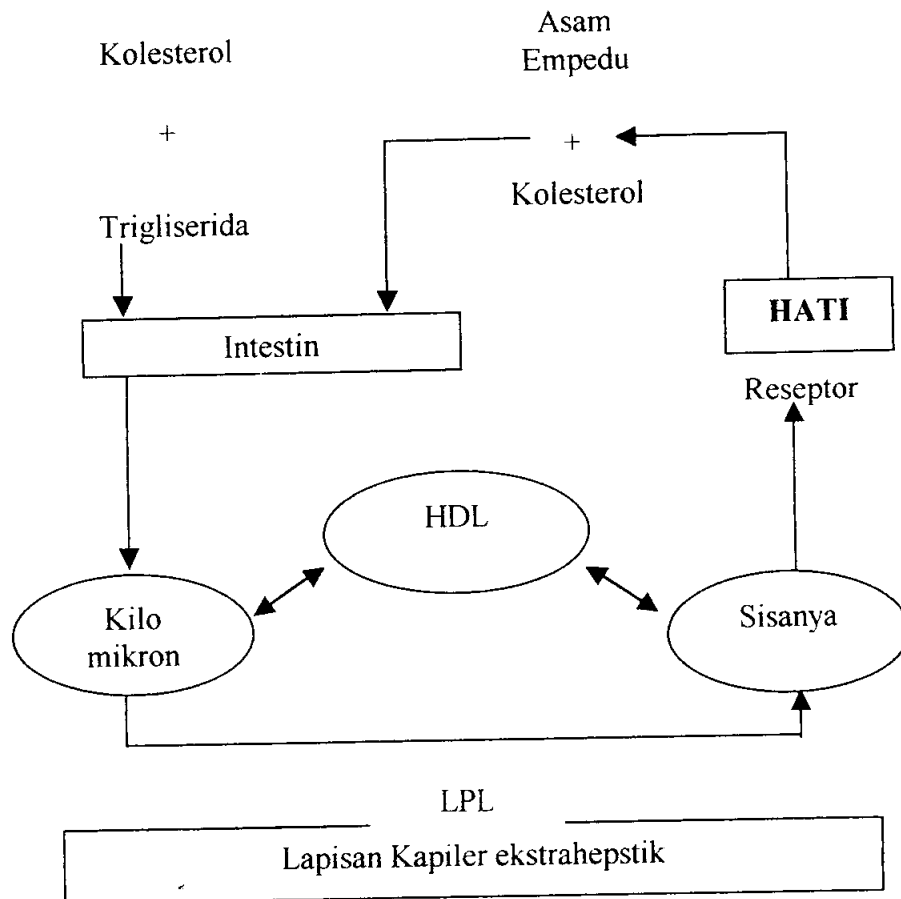 Kolesterol
+
Trigliserida
Asam
Empedu
+
Kolesterol
Intestin
HATI
Reseptor
HDL
Kilo
mikron
Sisanya
LPL
Lapisan Kapiler ekstrahepstik